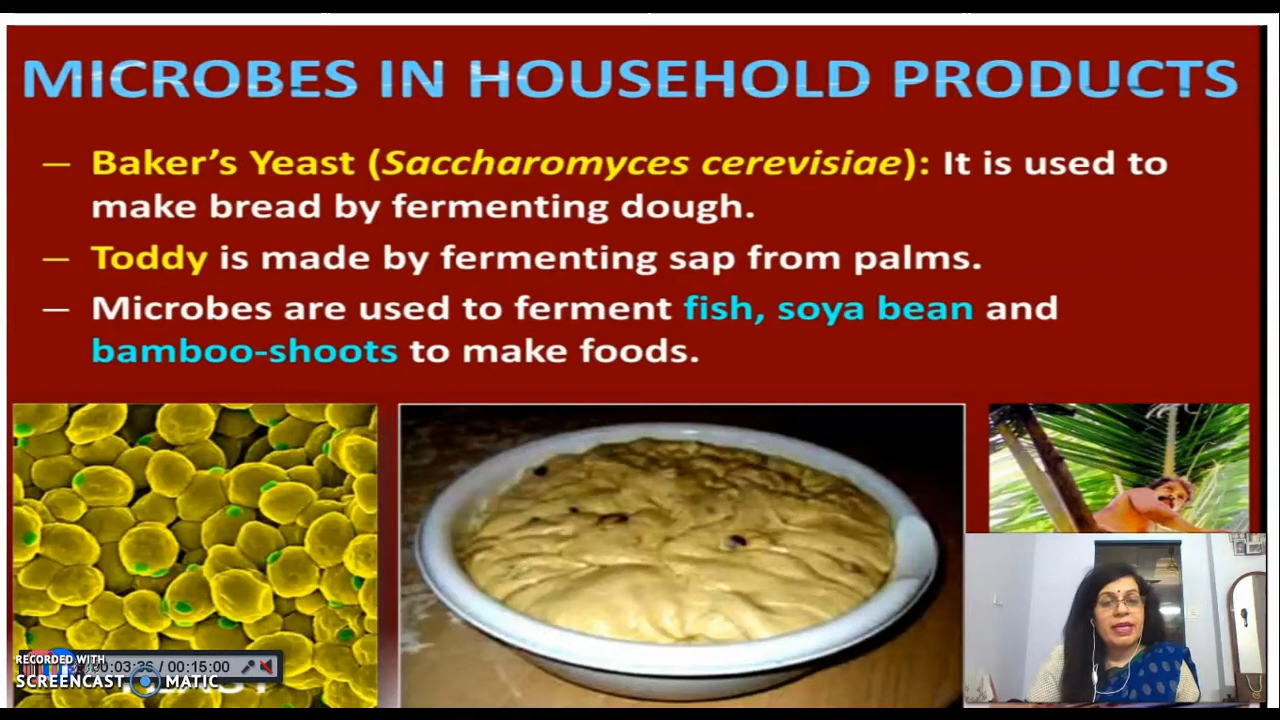 MICROBES IN HOUSEHOLD PRODUCTS
— Baker's Yeast (Saccharomyces cerevisiae): It is used to
make bread by fermenting dough.
— Toddy is made by fermenting sap from palms.
— Microbes are used to ferment fish, soya bean and
bamboo-shoots to make foods.
RECORDED WITH
:03:36 / 00:15:00
SCREENCAST MATIC